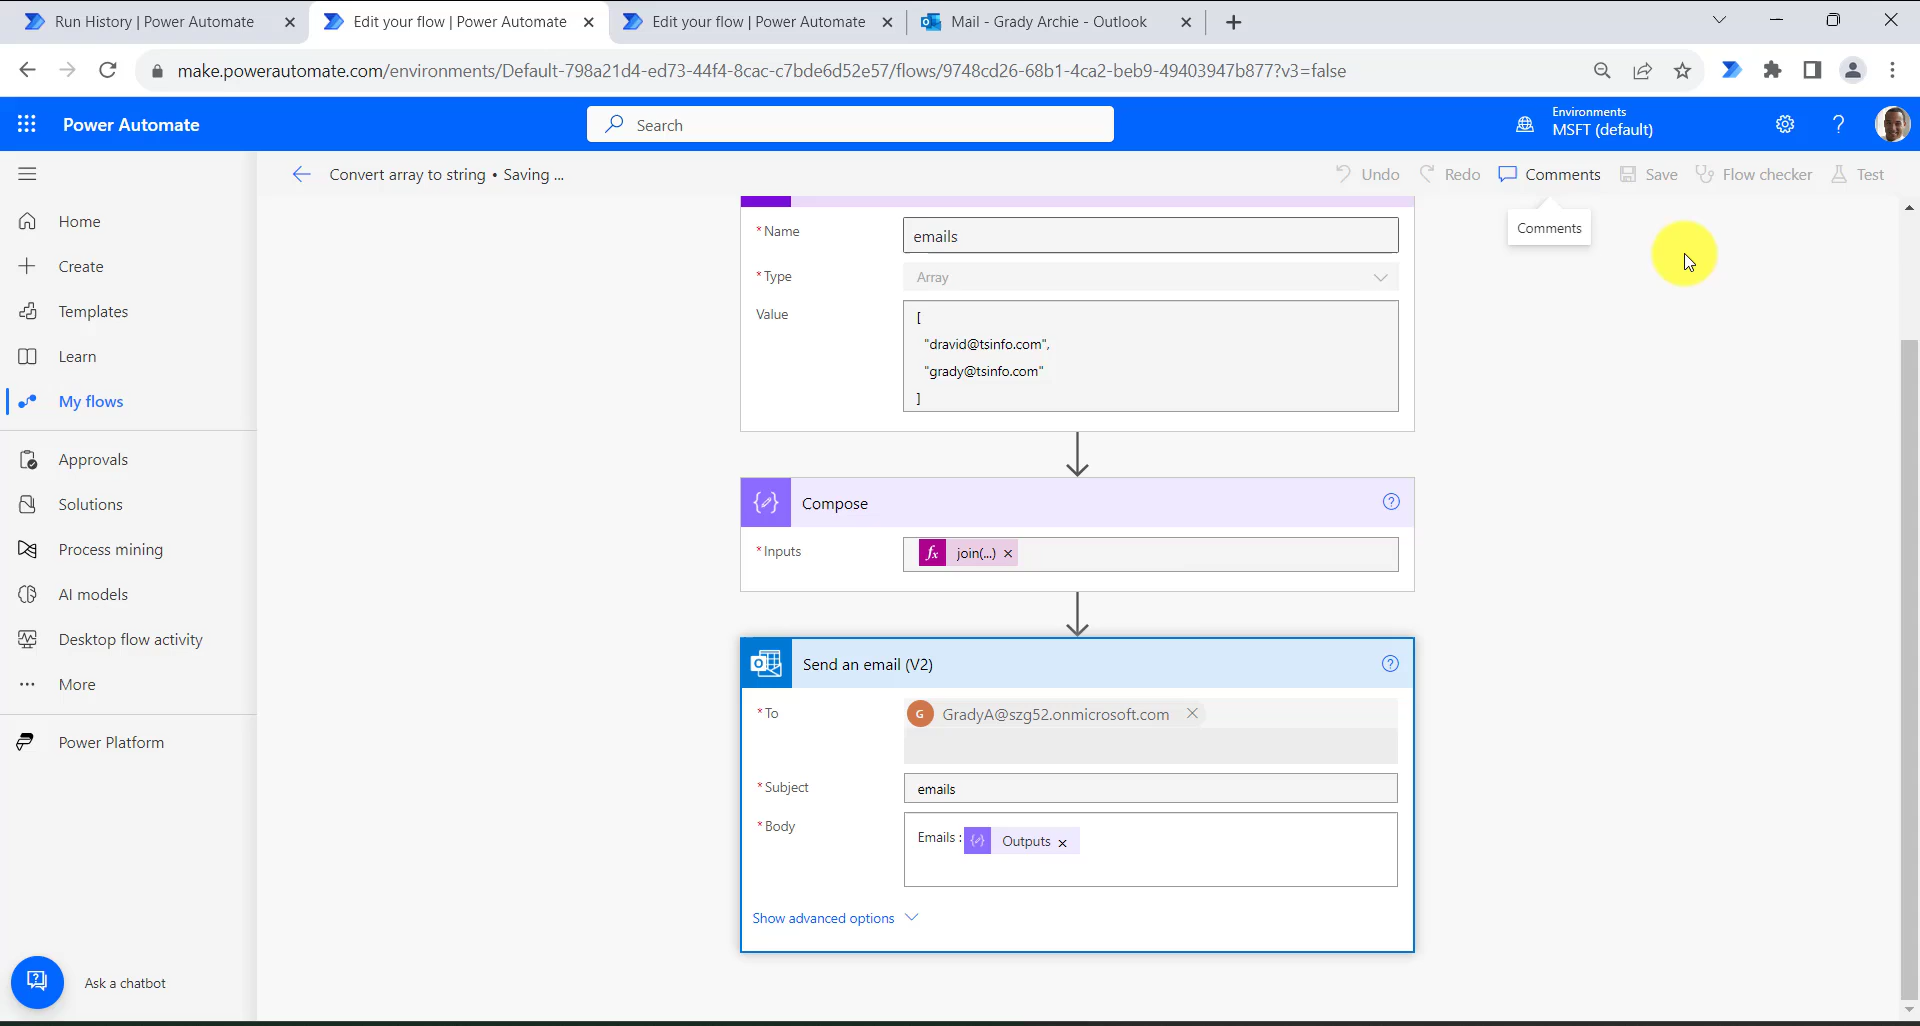 Run History | Power Automate
Edit your flow | Power Automate
Edit your flow | Power Automate
Mail - Grady Archie - Outlook
make.powerautomate.com/environments/Default-798a21d4-ed73-44f4-8cac-c7bde6d52e57/flows/9748cd26-68b1-4ca2-beb9-49403947b877?v3=false
Power Automate
Search
Environments
MSFT (default)
Convert array to string • Saving ...
Undo
Redo
Comments
Save
Flow checker
Test
Comments
Home
Create
Templates
Learn
My flows
Approvals
Solutions
Process mining
AI models
Desktop flow activity
More
Power Platform
Ask a chatbot
* Name
emails
* Type
Array
Value
[
"dravid@tsinfo.com",
"grady@tsinfo.com"
]
Compose
* Inputs
fx join(...)
Send an email (V2)
* To
G GradyA@szg52.onmicrosoft.com
* Subject
emails
* Body
Emails : Outputs
Show advanced options